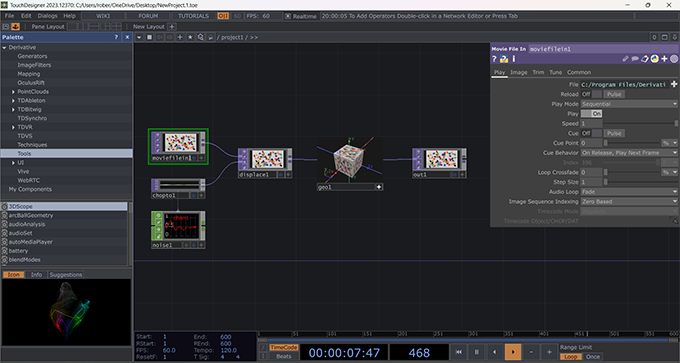 TouchDesigner 2023.12370: C:/Users/rober/OneDrive/Desktop/NewProject.1.toe
File Edit Dialogs Help WIKI FORUM TUTORIALS OII FPS: 60 Realtime 20:00:05 To Add Operators Double-click in a Network Editor or Press Tab
Pane Layout New Layout +
Palette
/ project1 / >>
Derivative
Generators
ImageFilters
Mapping
OculusRift
PointClouds
TDAbleton
TDBitwig
TDSynchro
TDVR
TDVS
Techniques
Tools
UI
Vive
WebRTC
My Components
3DScope
arcBallGeometry
audioAnalysis
audioSet
autoMediaPlayer
battery
blendModes
Icon Info Suggestions
moviefilein1
chopto1
noise1
displace1
geo1
out1
Movie File In moviefilein1
Play Image Trim Tune Common
File C:/Program Files/Derivati
Reload Off Pulse
Play Mode Sequential
Play On
Speed 1
Cue Off Pulse
Cue Point 0 %
Cue Behavior On Release, Play Next Frame
Index
Loop Crossfade 0 %
Step Size 1
Audio Loop Fade
Image Sequence Indexing Zero Based
Timecode Mode
Timecode Object/CHOP/DAT
Start: 1 End: 600
RStart: 1 REnd: 600
FPS: 60.0 Tempo: 120.0
ResetF: 1 T Sig: 4 4
TimeCode
Beats
00:00:07:47
468
Range Limit
Loop Once